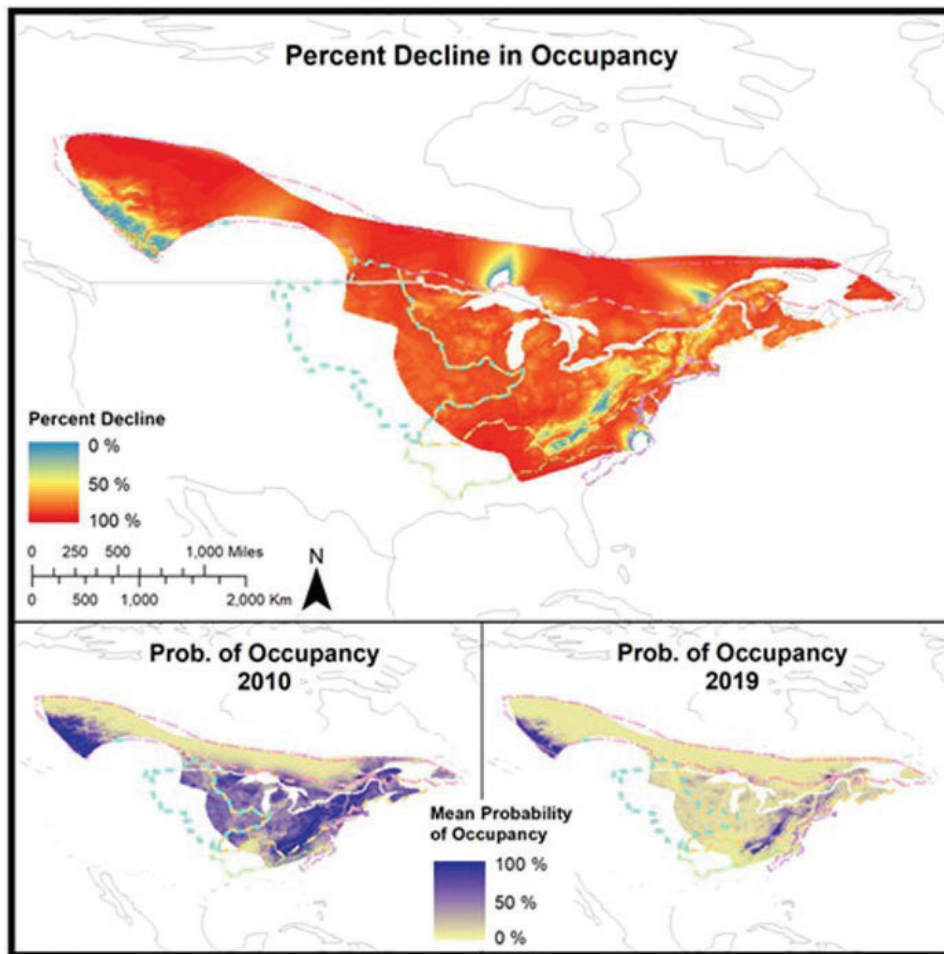 Percent Decline in Occupancy
Percent Decline
0 %
50 %
100 %
0 250 500 1,000 Miles
0 500 1,000 2,000 Km
N
Prob. of Occupancy
2010
Prob. of Occupancy
2019
Mean Probability
of Occupancy
100 %
50 %
0 %